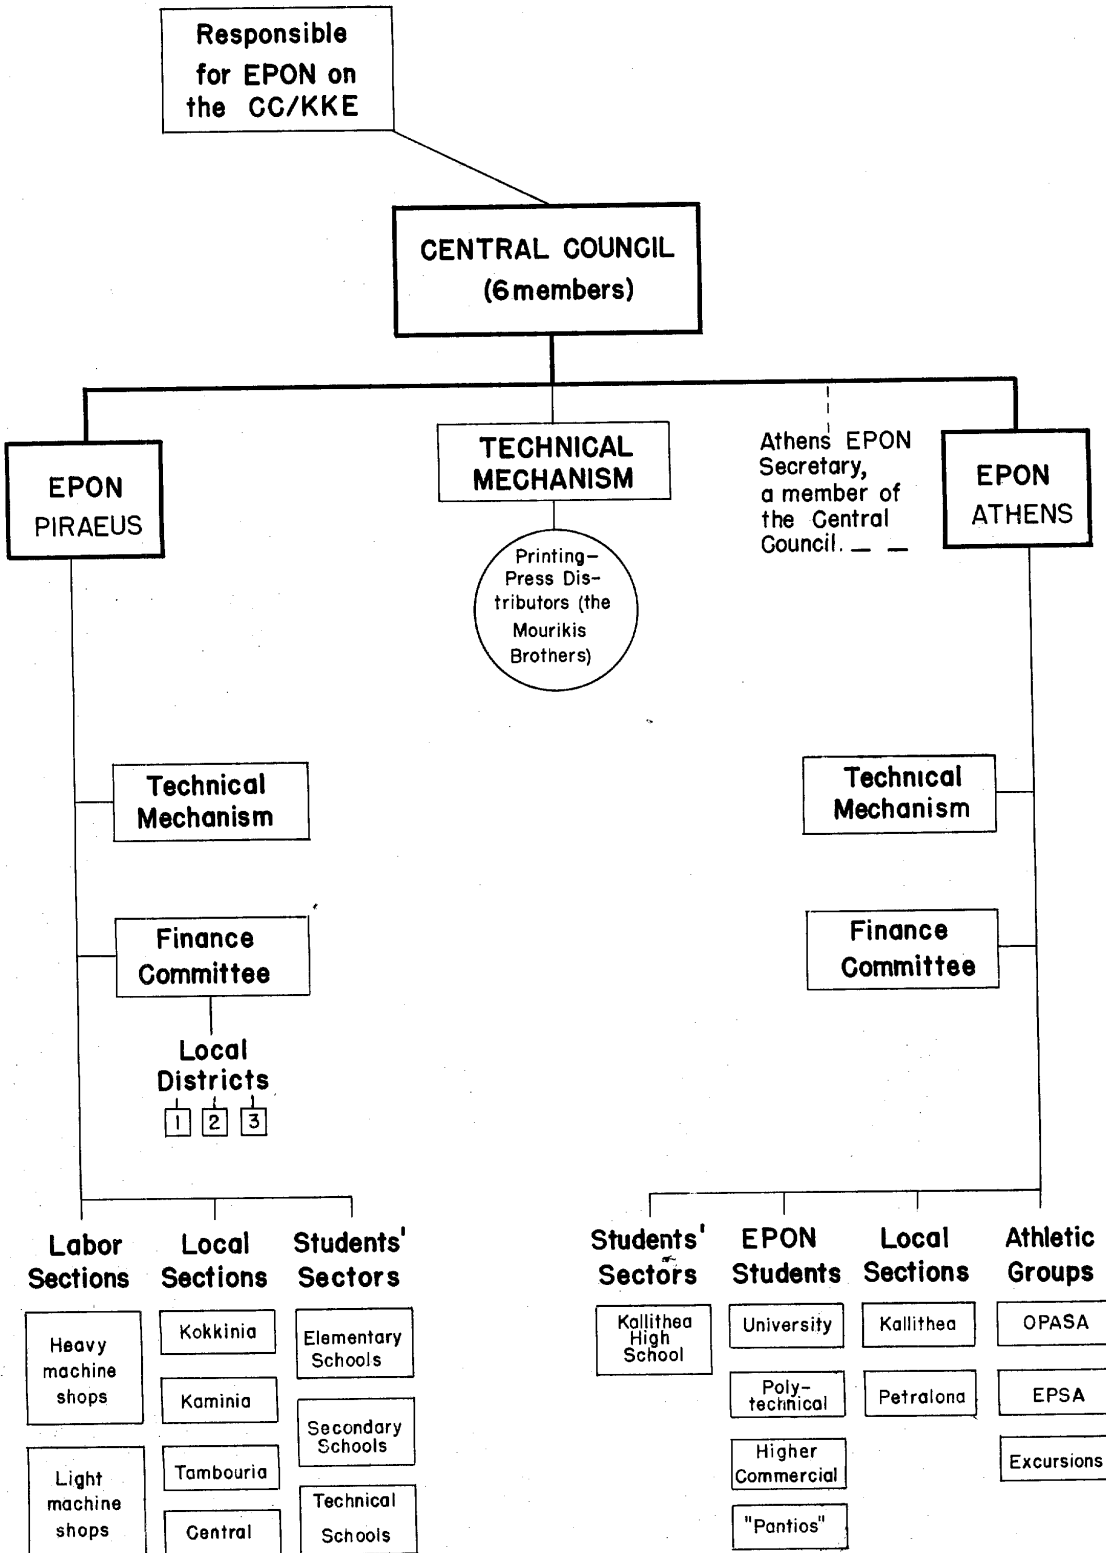 Responsible
for EPON on
the CC/KKE
CENTRAL COUNCIL
(6 members)
EPON
PIRAEUS
TECHNICAL
MECHANISM
Printing-
Press Dis-
tributors (the
Mourikis
Brothers)
Athens EPON
Secretary,
a member of
the Central
Council.
EPON
ATHENS
Technical
Mechanism
Finance
Committee
Local
Districts
1 2 3
Technical
Mechanism
Finance
Committee
Labor
Sections
Heavy
machine
shops
Light
machine
shops
Local
Sections
Kokkinia
Kaminia
Tambouria
Central
Students'
Sectors
Elementary
Schools
Secondary
Schools
Technical
Schools
Students'
Sectors
Kallithea
High
School
EPON
Students
University
Poly-
technical
Higher
Commercial
"Pantios"
Local
Sections
Kallithea
Petralona
Athletic
Groups
OPASA
EPSA
Excursions